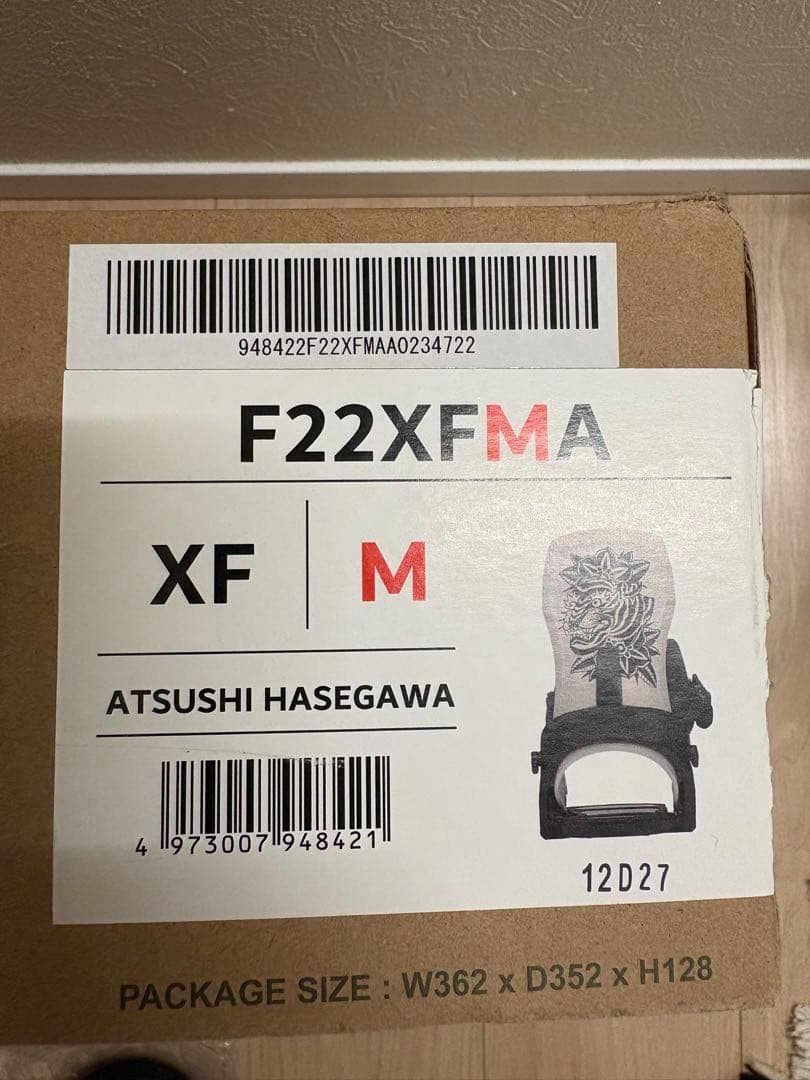 948422F22XFMAA0234722
F22XFMA
XF
M
ATSUSHI HASEGAWA
4 973007 948421
12D27
PACKAGE SIZE : W362 x D352 x H128